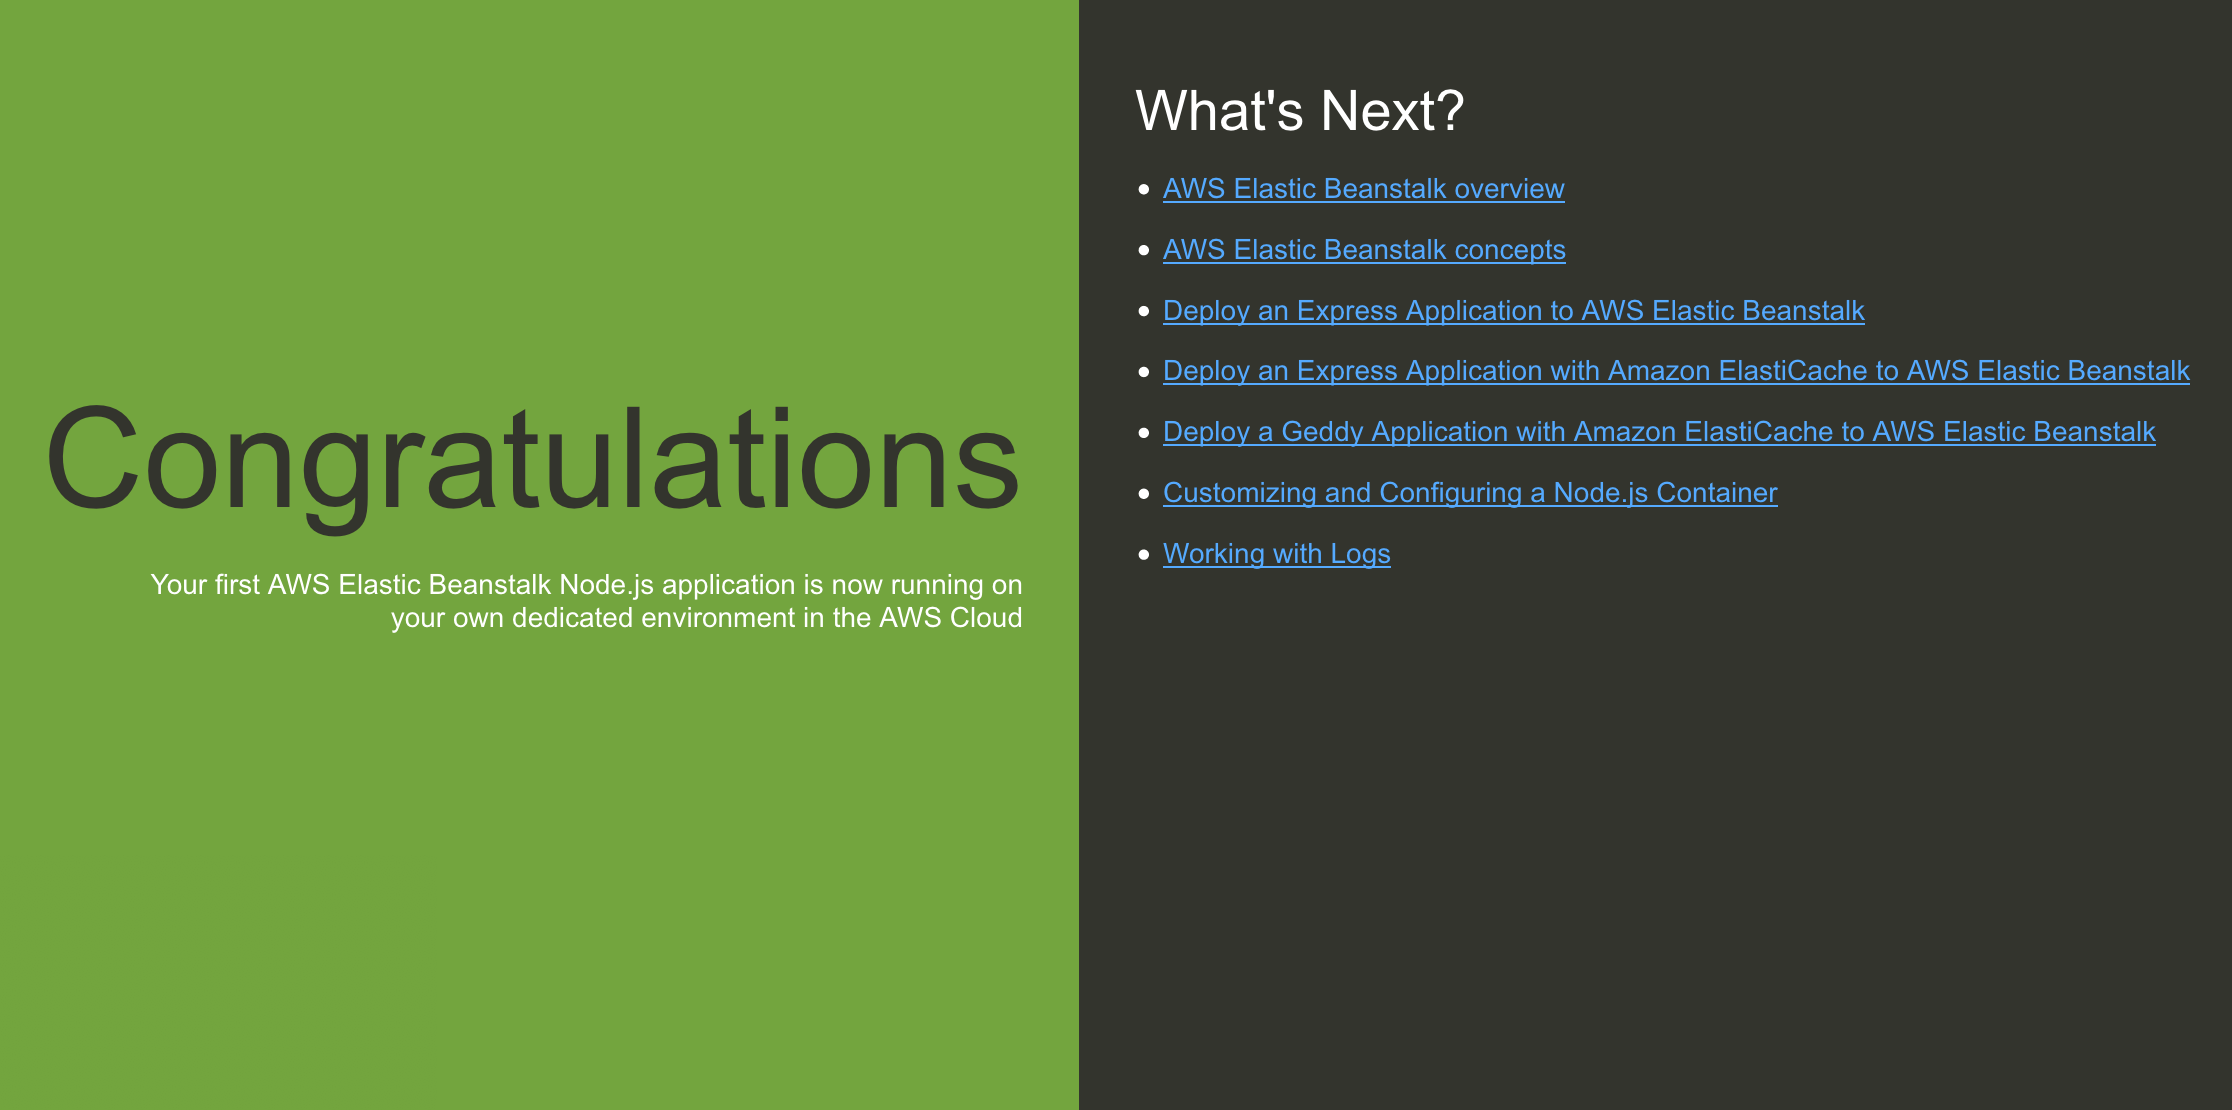 Congratulations
Your first AWS Elastic Beanstalk Node.js application is now running on
your own dedicated environment in the AWS Cloud
What's Next?
AWS Elastic Beanstalk overview
AWS Elastic Beanstalk concepts
Deploy an Express Application to AWS Elastic Beanstalk
Deploy an Express Application with Amazon ElastiCache to AWS Elastic Beanstalk
Deploy a Geddy Application with Amazon ElastiCache to AWS Elastic Beanstalk
Customizing and Configuring a Node.js Container
Working with Logs